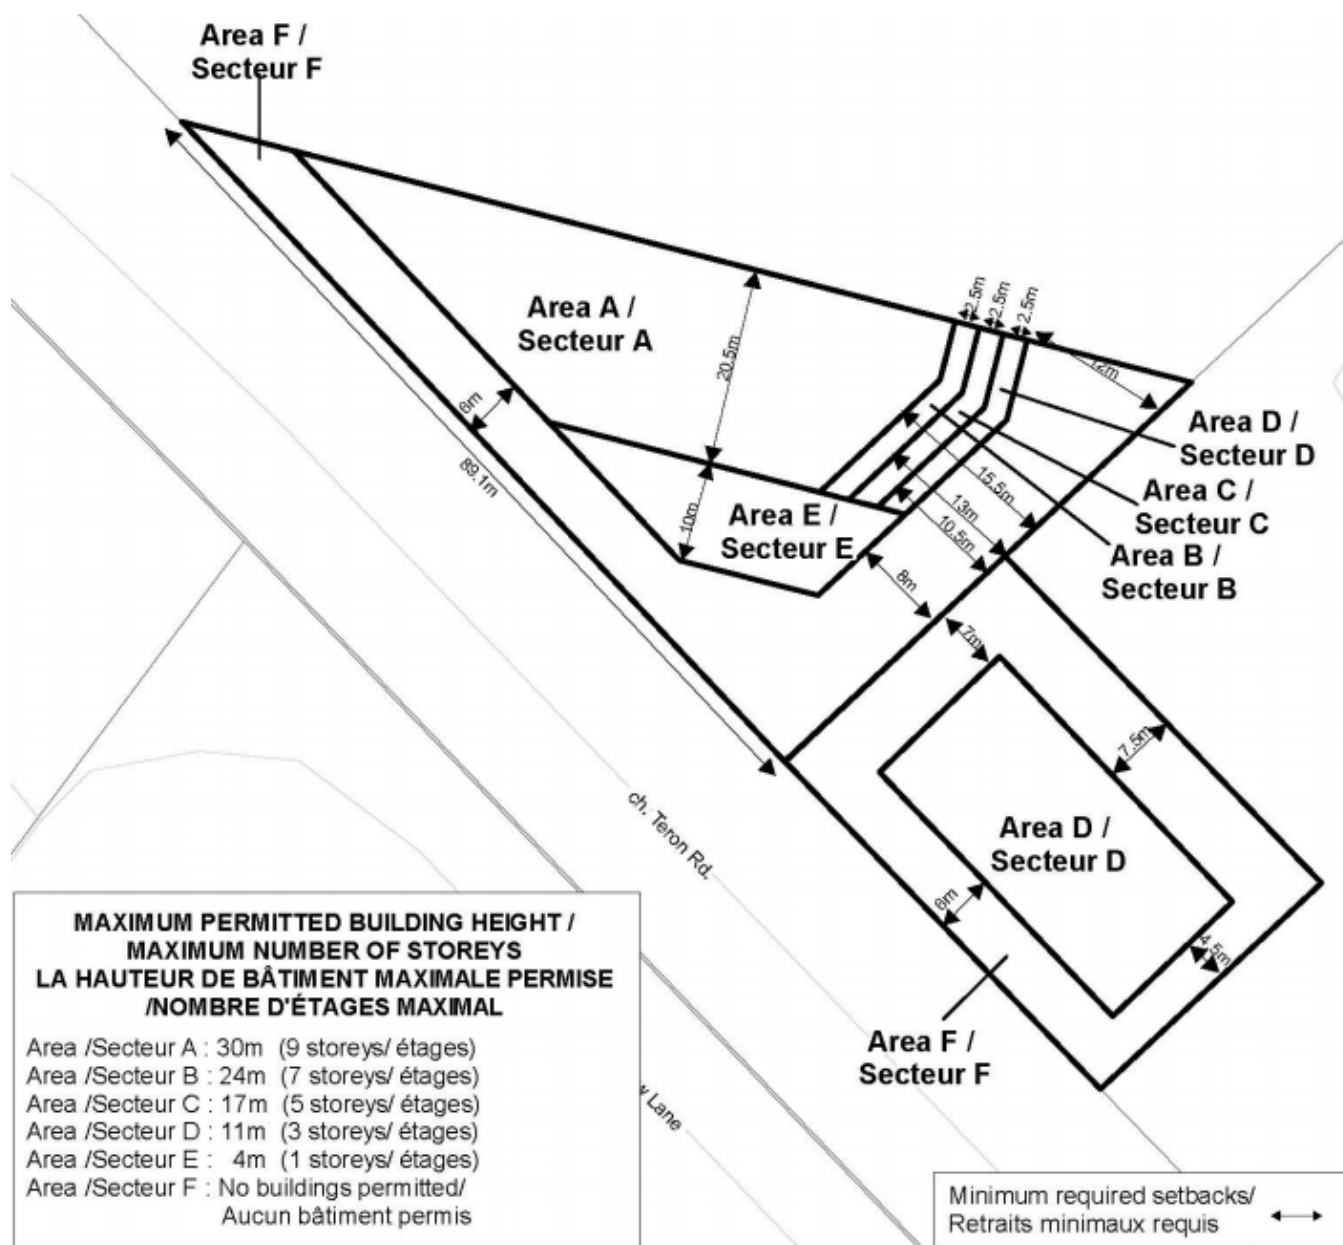 Area F /
Secteur F
Area A /
Secteur A
2.5m
2.5m
2.5m
12m
20.5m
6m
89.1m
Area D /
Secteur D
15.5m
Area C /
Secteur C
13m
10m
Area E /
Secteur E
10.5m
Area B /
Secteur B
8m
7m
7.5m
ch. Teron Rd.
Area D /
Secteur D
6m
4.5m
Area F /
Secteur F
Lane
MAXIMUM PERMITTED BUILDING HEIGHT /
MAXIMUM NUMBER OF STOREYS
LA HAUTEUR DE BÂTIMENT MAXIMALE PERMISE
/NOMBRE D'ÉTAGES MAXIMAL
Area /Secteur A : 30m (9 storeys/ étages)
Area /Secteur B : 24m (7 storeys/ étages)
Area /Secteur C : 17m (5 storeys/ étages)
Area /Secteur D : 11m (3 storeys/ étages)
Area /Secteur E : 4m (1 storeys/ étages)
Area /Secteur F : No buildings permitted/
Aucun bâtiment permis
Minimum required setbacks/
Retraits minimaux requis